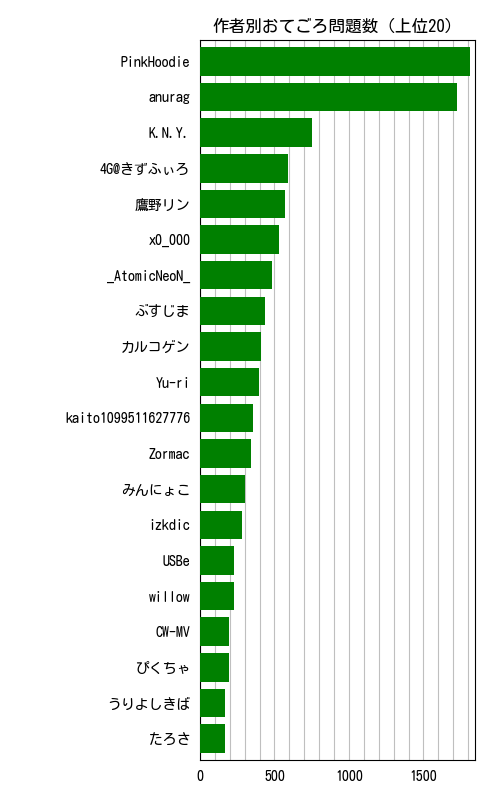 作者別おてごろ問題数 (上位20)
PinkHoodie
anurag
K.N.Y.
4G@きずふぃろ
鷹野リン
x0_000
_AtomicNeoN_
ぶすじま
カルコゲン
Yu-ri
kaito1099511627776
Zormac
みんにょこ
izkdic
USBe
willow
CW-MV
ぴくちゃ
うりよしきば
たろさ
0 500 1000 1500